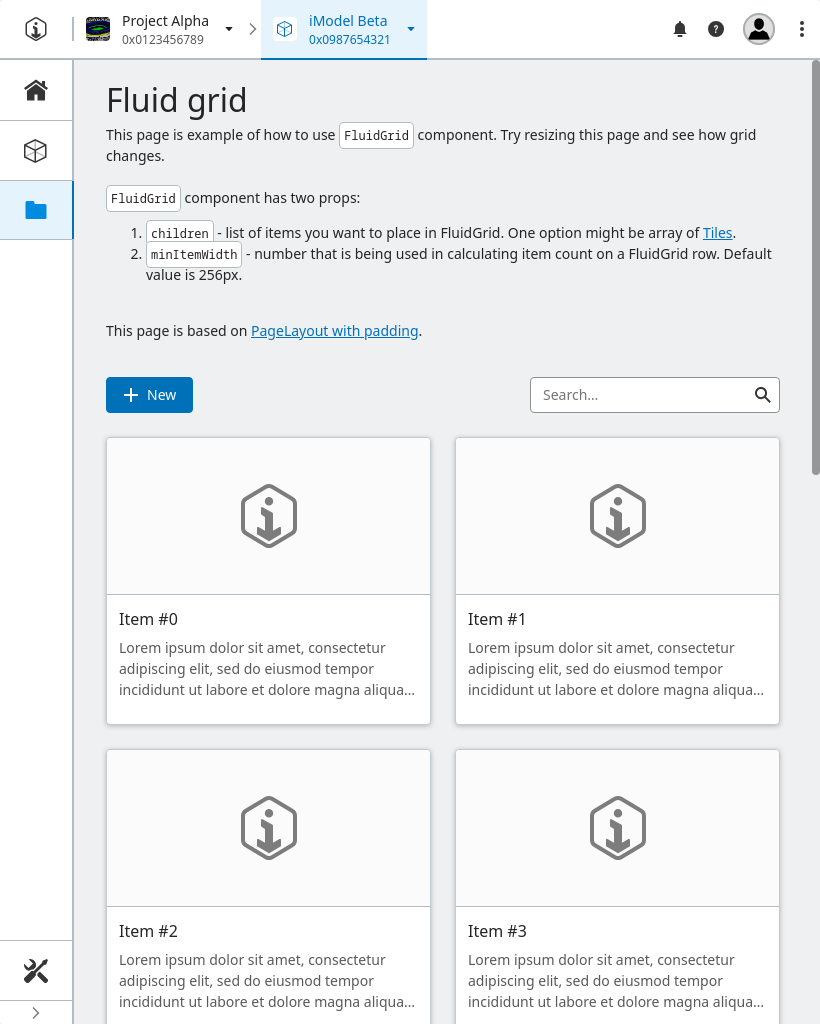 Project Alpha
0x0123456789
iModel Beta
0x0987654321
Fluid grid
This page is example of how to use FluidGrid component. Try resizing this page and see how grid
changes.
FluidGrid component has two props:
1. children - list of items you want to place in FluidGrid. One option might be array of Tiles.
2. minItemWidth - number that is being used in calculating item count on a FluidGrid row. Default
value is 256px.
This page is based on PageLayout with padding.
New
Search...
Item #0
Lorem ipsum dolor sit amet, consectetur
adipiscing elit, sed do eiusmod tempor
incididunt ut labore et dolore magna aliqua...
Item #1
Lorem ipsum dolor sit amet, consectetur
adipiscing elit, sed do eiusmod tempor
incididunt ut labore et dolore magna aliqua...
Item #2
Lorem ipsum dolor sit amet, consectetur
adipiscing elit, sed do eiusmod tempor
incididunt ut labore et dolore magna aliqua...
Item #3
Lorem ipsum dolor sit amet, consectetur
adipiscing elit, sed do eiusmod tempor
incididunt ut labore et dolore magna aliqua...